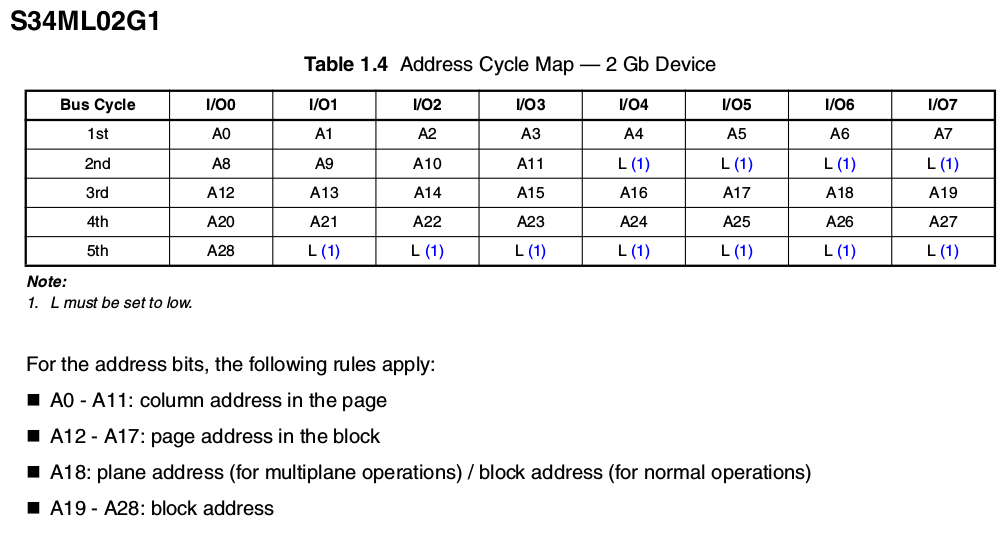 S34ML02G1
Table 1.4 Address Cycle Map — 2 Gb Device
Bus Cycle I/O0 I/O1 I/O2 I/O3 I/O4 I/O5 I/O6 I/O7
1st A0 A1 A2 A3 A4 A5 A6 A7
2nd A8 A9 A10 A11 L (1) L (1) L (1) L (1)
3rd A12 A13 A14 A15 A16 A17 A18 A19
4th A20 A21 A22 A23 A24 A25 A26 A27
5th A28 L (1) L (1) L (1) L (1) L (1) L (1) L (1)
Note:
1. L must be set to low.
For the address bits, the following rules apply:
■ A0 - A11: column address in the page
■ A12 - A17: page address in the block
■ A18: plane address (for multiplane operations) / block address (for normal operations)
■ A19 - A28: block address